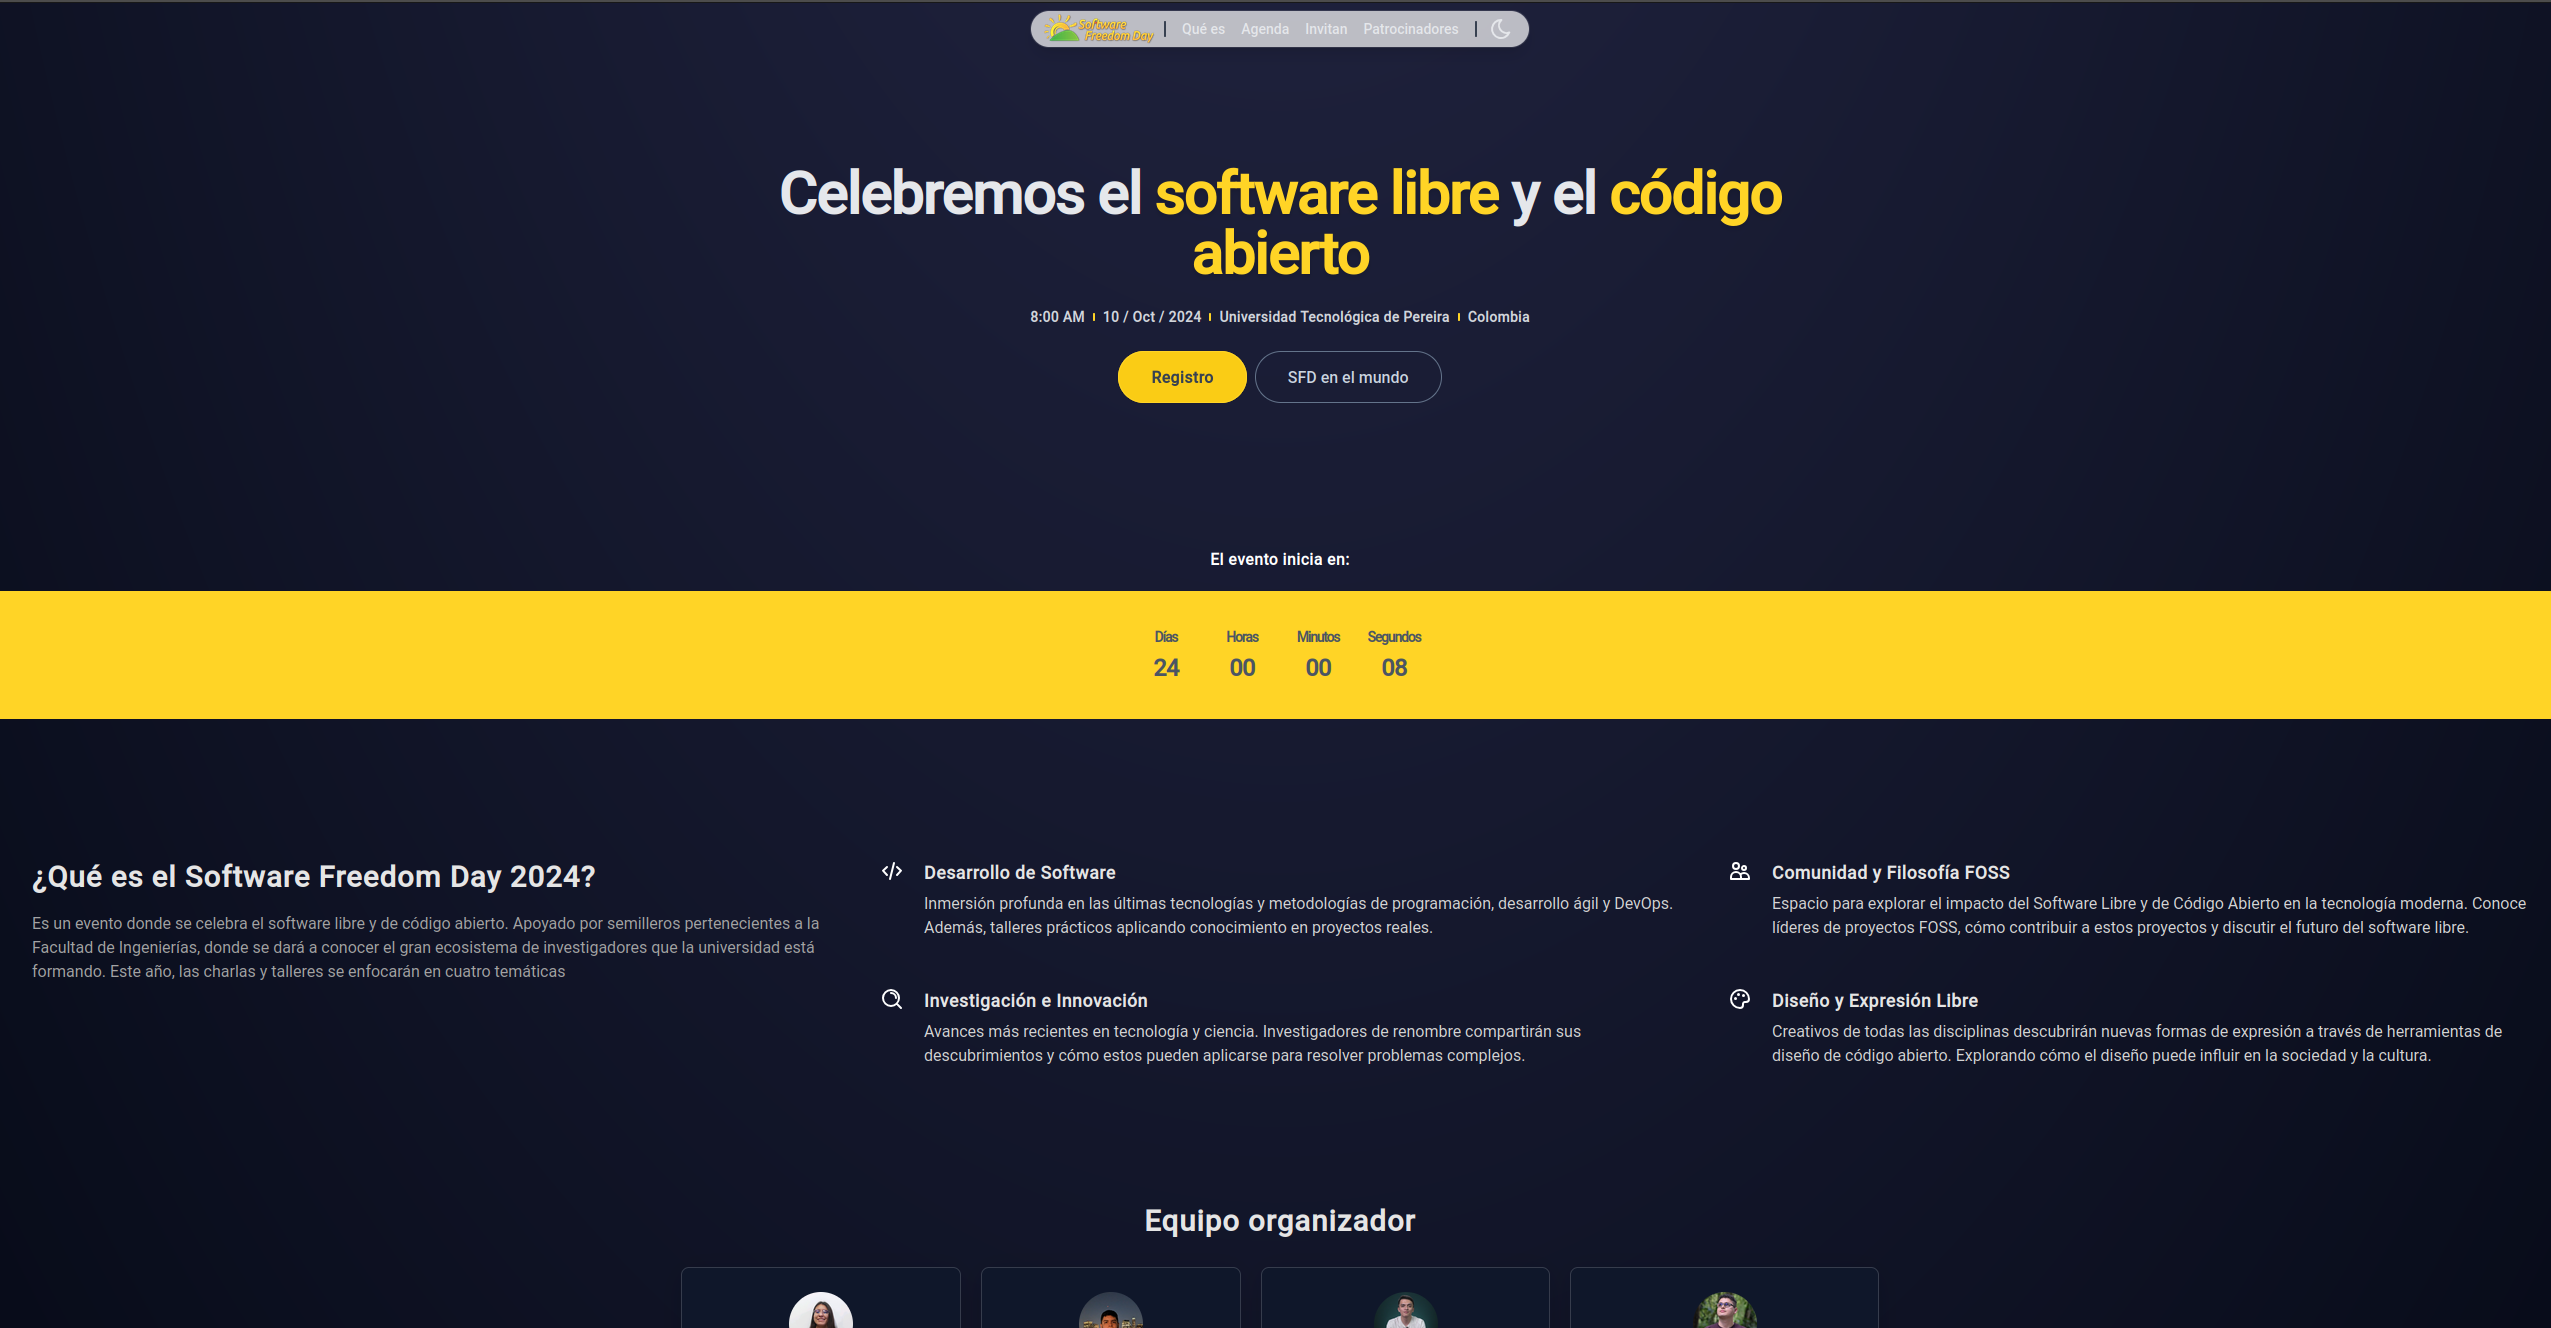 Software
Freedom Day
Qué es Agenda Invitan Patrocinadores
Celebremos el software libre y el código
abierto
8:00 AM 10 / Oct / 2024 Universidad Tecnológica de Pereira Colombia
Registro SFD en el mundo
El evento inicia en:
Días Horas Minutos Segundos
24 00 00 08
¿Qué es el Software Freedom Day 2024?
Es un evento donde se celebra el software libre y de código abierto. Apoyado por semilleros pertenecientes a la
Facultad de Ingenierías, donde se dará a conocer el gran ecosistema de investigadores que la universidad está
formando. Este año, las charlas y talleres se enfocarán en cuatro temáticas
Desarrollo de Software
Inmersión profunda en las últimas tecnologías y metodologías de programación, desarrollo ágil y DevOps.
Además, talleres prácticos aplicando conocimiento en proyectos reales.
Comunidad y Filosofía FOSS
Espacio para explorar el impacto del Software Libre y de Código Abierto en la tecnología moderna. Conoce
líderes de proyectos FOSS, cómo contribuir a estos proyectos y discutir el futuro del software libre.
Investigación e Innovación
Avances más recientes en tecnología y ciencia. Investigadores de renombre compartirán sus
descubrimientos y cómo estos pueden aplicarse para resolver problemas complejos.
Diseño y Expresión Libre
Creativos de todas las disciplinas descubrirán nuevas formas de expresión a través de herramientas de
diseño de código abierto. Explorando cómo el diseño puede influir en la sociedad y la cultura.
Equipo organizador